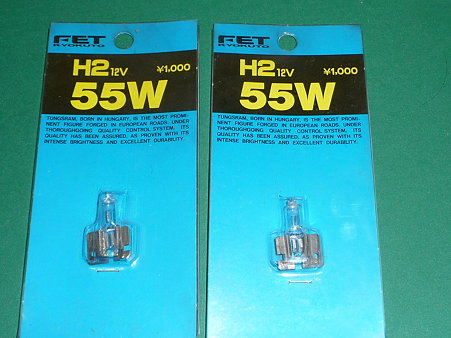 FET
KYOKUTO
H2 12V ¥1,000
55W
TUNGSRAM, BORN IN HUNGARY, IS THE MOST PROMI-
NENT FIGURE FORGED IN EUROPEAN ROADS. UNDER
THOROUGHGOING QUALITY CONTROL SYSTEM, ITS
QUALITY HAS BEEN ASSURED, AS PROVEN WITH ITS
INTENSE BRIGHTNESS AND EXCELLENT DURABILITY.
FET
KYOKUTO
H2 12V ¥1,000
55W
TUNGSRAM, BORN IN HUNGARY, IS THE MOST PROMI-
NENT FIGURE FORGED IN EUROPEAN ROADS. UNDER
THOROUGHGOING QUALITY CONTROL SYSTEM, ITS
QUALITY HAS BEEN ASSURED, AS PROVEN WITH ITS
INTENSE BRIGHTNESS AND EXCELLENT DURABILITY.